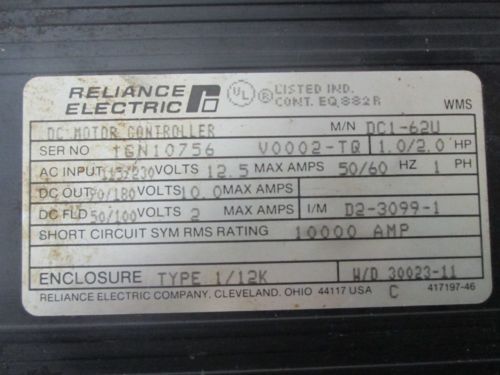 RELIANCE ELECTRIC
UL ® LISTED IND. CONT. EQ.882R
WMS
DC MOTOR CONTROLLER M/N DC1-62U
SER NO 1GN10756 V0002-TQ 1.0/2.0 HP
AC INPUT 115/230 VOLTS 12.5 MAX AMPS 50/60 HZ 1 PH
DC OUT 90/180 VOLTS 10.0 MAX AMPS
DC FLD 50/100 VOLTS 2 MAX AMPS I/M D2-3099-1
SHORT CIRCUIT SYM RMS RATING 10000 AMP
ENCLOSURE TYPE 1/12K W/D 30023-11
RELIANCE ELECTRIC COMPANY, CLEVELAND, OHIO 44117 USA C 417197-46